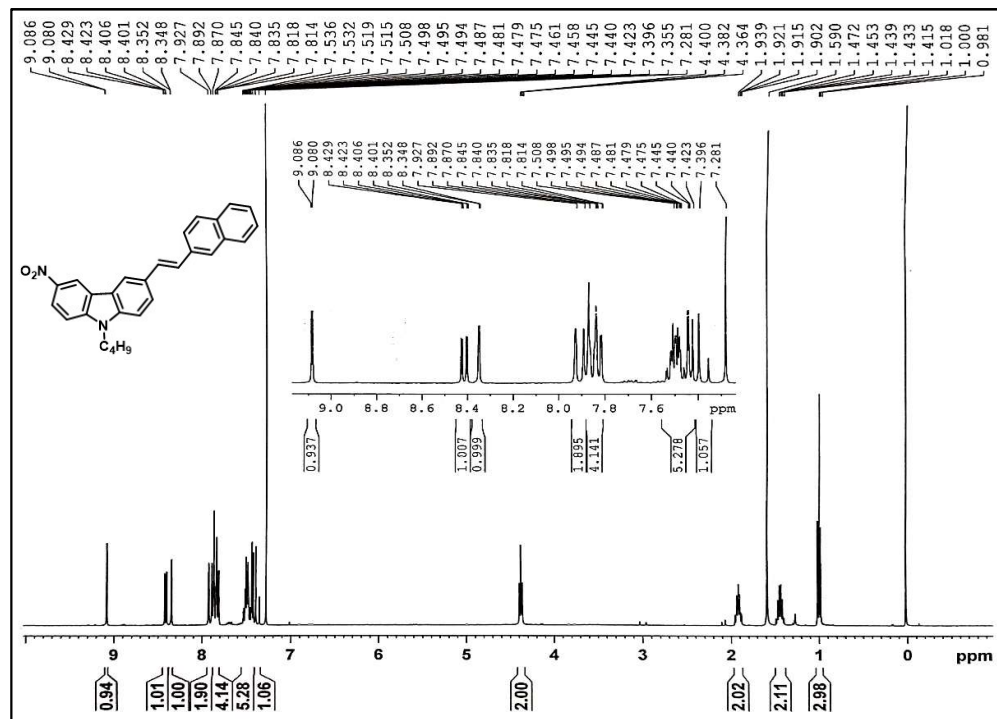 9.086 9.080 8.429 8.423 8.406 8.401 8.352 8.348 7.927 7.892 7.870 7.845 7.840 7.835 7.818 7.814 7.536 7.532 7.519 7.515 7.508 7.498 7.495 7.494 7.487 7.481 7.479 7.475 7.461 7.458 7.445 7.440 7.423 7.396 7.355 7.281 4.400 4.382 4.364 1.939 1.921 1.915 1.902 1.590 1.472 1.453 1.439 1.433 1.415 1.018 1.000 0.981
9.086 9.080 8.429 8.423 8.406 8.401 8.352 8.348 7.927 7.892 7.870 7.845 7.840 7.835 7.818 7.814 7.508 7.498 7.495 7.494 7.487 7.481 7.479 7.475 7.445 7.440 7.423 7.396 7.281
O2N
N
C4H9
9.0 8.8 8.6 8.4 8.2 8.0 7.8 7.6 ppm
0.937 1.007 0.999 1.895 4.141 5.278 1.057
9 8 7 6 5 4 3 2 1 0 ppm
0.94 1.01 1.00 1.90 4.14 5.28 1.06 2.00 2.02 2.11 2.98